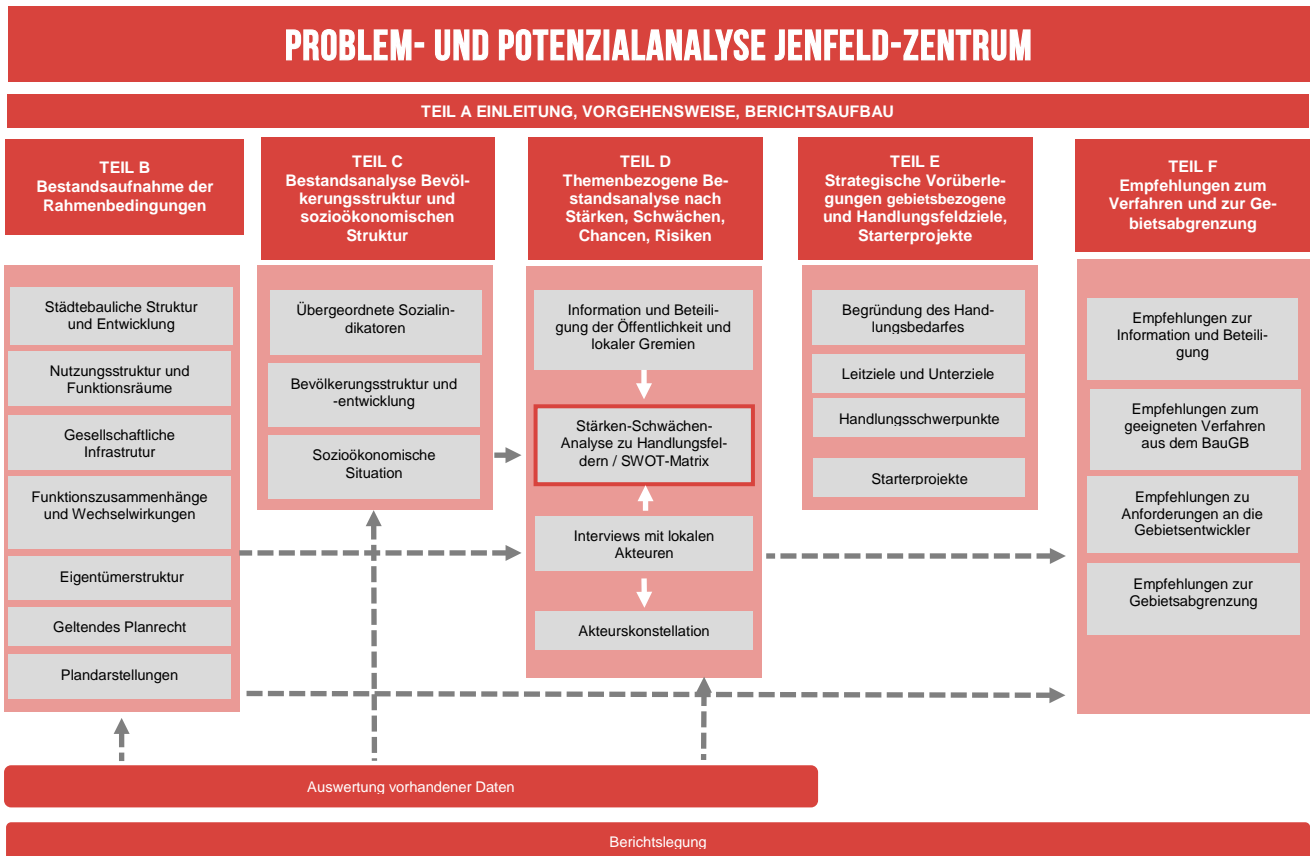 PROBLEM- UND POTENZIALANALYSE JENFELD-ZENTRUM
TEIL A EINLEITUNG, VORGEHENSWEISE, BERICHTSAUFBAU
TEIL B
Bestandsaufnahme der
Rahmenbedingungen
Städtebauliche Struktur
und Entwicklung
Nutzungsstruktur und
Funktionsräume
Gesellschaftliche
Infrastrutur
Funktionszusammenhänge
und Wechselwirkungen
Eigentümerstruktur
Geltendes Planrecht
Plandarstellungen
TEIL C
Bestandsanalyse Bevöl-
kerungsstruktur und
sozioökonomischen
Struktur
Übergeordnete Sozialin-
dikatoren
Bevölkerungsstruktur und
-entwicklung
Sozioökonomische
Situation
TEIL D
Themenbezogene Be-
standsanalyse nach
Stärken, Schwächen,
Chancen, Risiken
Information und Beteili-
gung der Öffentlichkeit und
lokaler Gremien
Stärken-Schwächen-
Analyse zu Handlungsfel-
dern / SWOT-Matrix
Interviews mit lokalen
Akteuren
Akteurskonstellation
TEIL E
Strategische Vorüberle-
gungen gebietsbezogene
und Handlungsfeldziele,
Starterprojekte
Begründung des Hand-
lungsbedarfes
Leitziele und Unterziele
Handlungsschwerpunkte
Starterprojekte
TEIL F
Empfehlungen zum
Verfahren und zur Ge-
bietsabgrenzung
Empfehlungen zur
Information und Beteili-
gung
Empfehlungen zum
geeigneten Verfahren
aus dem BauGB
Empfehlungen zu
Anforderungen an die
Gebietsentwickler
Empfehlungen zur
Gebietsabgrenzung
Auswertung vorhandener Daten
Berichtslegung